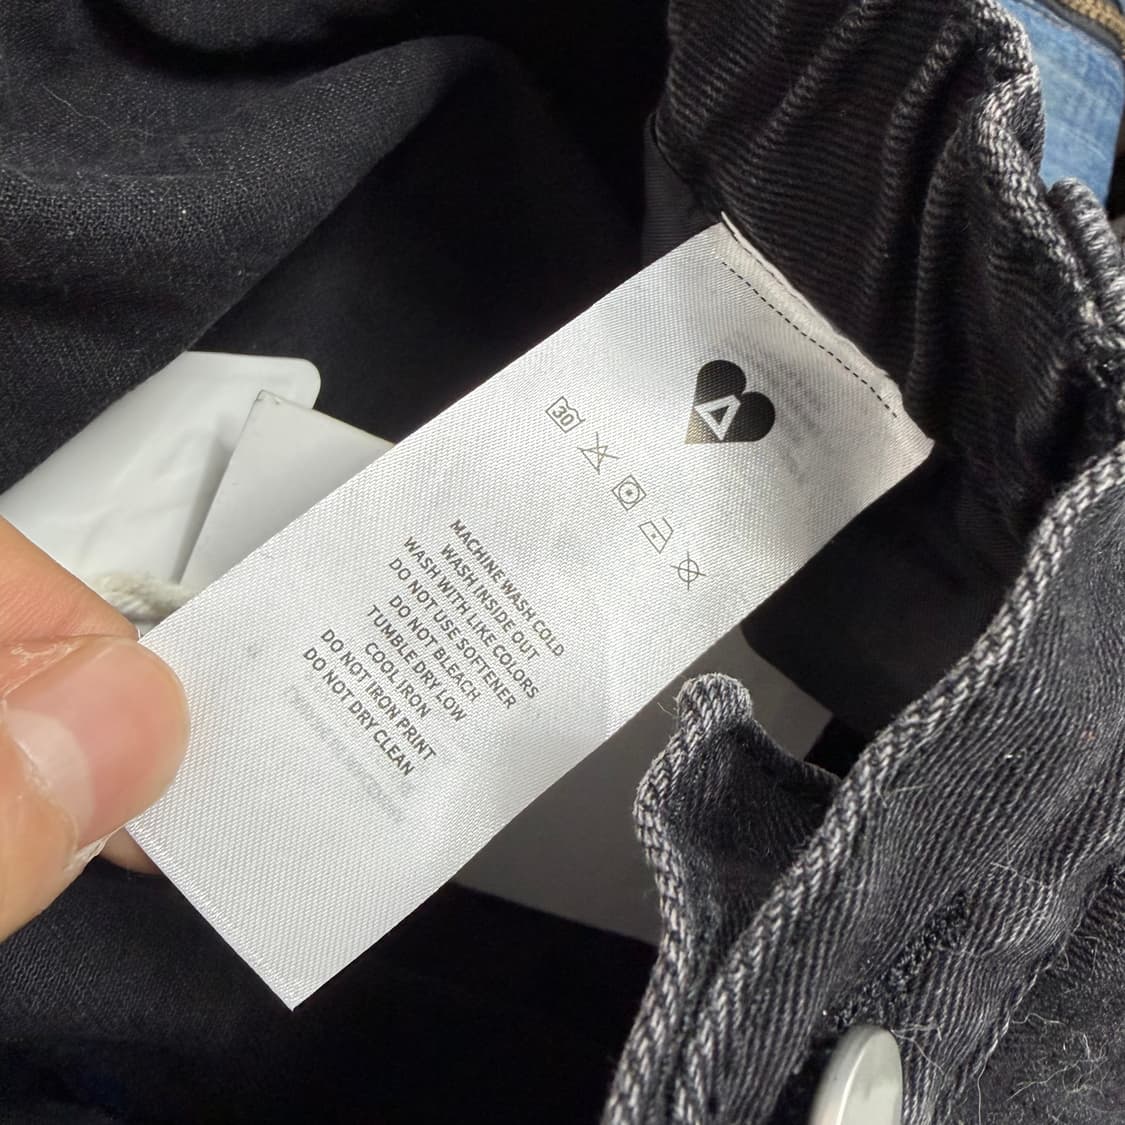 30
MACHINE WASH COLD
WASH INSIDE OUT
WASH WITH LIKE COLORS
DO NOT USE SOFTENER
DO NOT BLEACH
TUMBLE DRY LOW
COOL IRON
DO NOT IRON PRINT
DO NOT DRY CLEAN